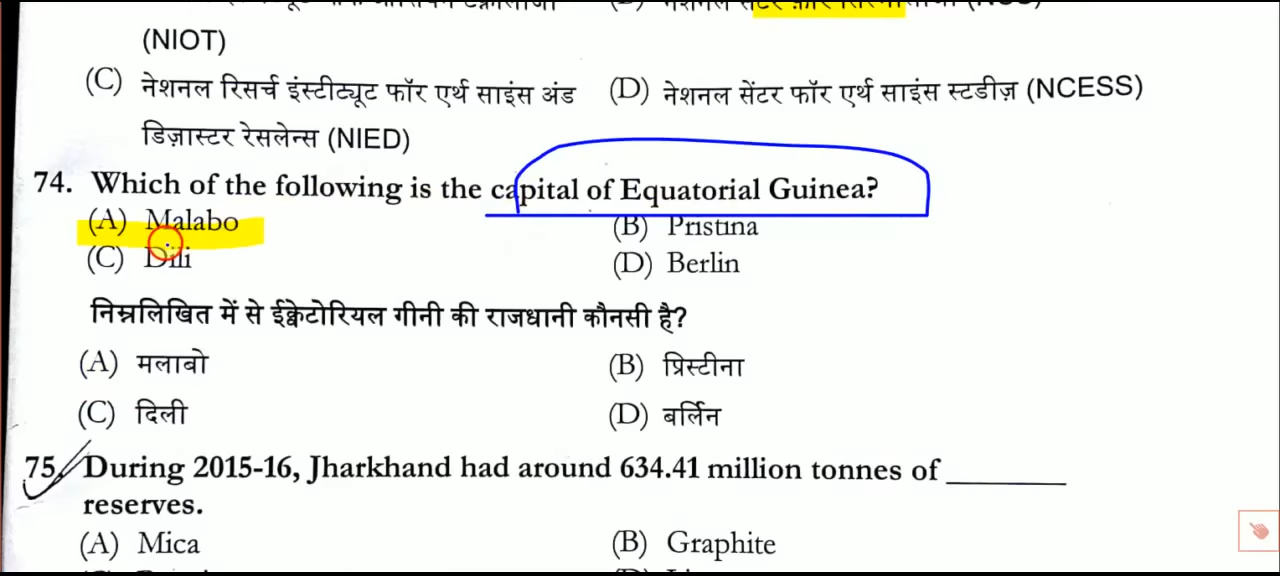 (NIOT)
(C) नेशनल रिसर्च इंस्टीट्यूट फॉर एर्थ साइंस अंड (D) नेशनल सेंटर फॉर एर्थ साइंस स्टडीज़ (NCESS)
डिज़ास्टर रेसलेन्स (NIED)
74. Which of the following is the capital of Equatorial Guinea?
(A) Malabo (B) Pristina
(C) Dili (D) Berlin
निम्नलिखित में से ईक्वेटोरियल गीनी की राजधानी कौनसी है?
(A) मलाबो (B) प्रिस्टीना
(C) दिली (D) बर्लिन
75. During 2015-16, Jharkhand had around 634.41 million tonnes of ________
reserves.
(A) Mica (B) Graphite